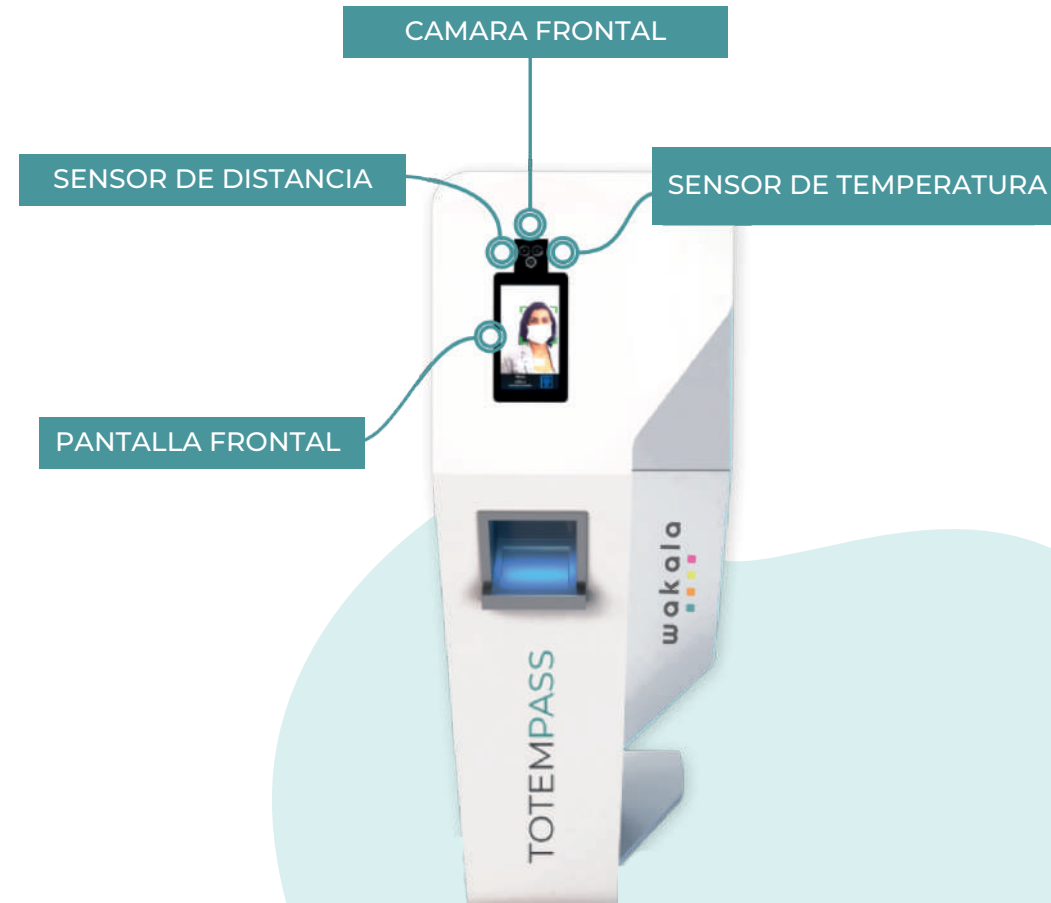 CAMARA FRONTAL
SENSOR DE DISTANCIA
SENSOR DE TEMPERATURA
PANTALLA FRONTAL
wakala
TOTEMPASS